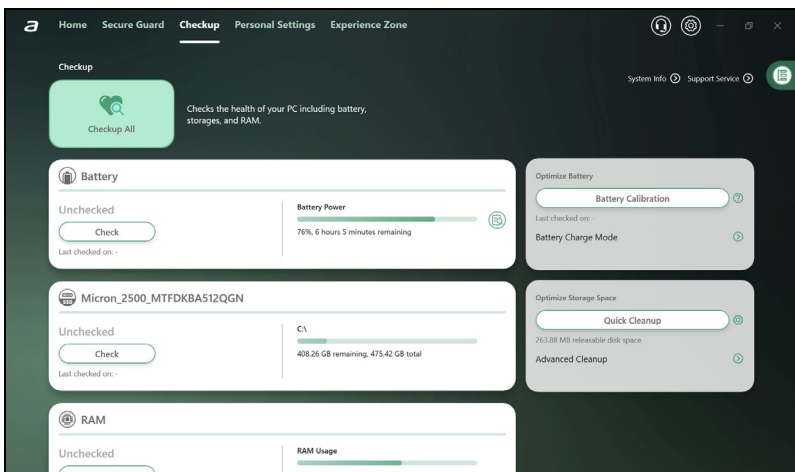 a
Home Secure Guard Checkup Personal Settings Experience Zone
Checkup
System Info Support Service
Checkup All
Checks the health of your PC including battery,
storages, and RAM.
Battery
Unchecked
Check
Last checked on: -
Battery Power
76%, 6 hours 5 minutes remaining
Optimize Battery
Battery Calibration
Last checked on: -
Battery Charge Mode
SSD
Micron_2500_MTFDKBA512QGN
Unchecked
Check
Last checked on: -
C:\
408.26 GB remaining, 475.42 GB total
Optimize Storage Space
Quick Cleanup
263.88 MB releasable disk space
Advanced Cleanup
RAM
Unchecked
RAM Usage